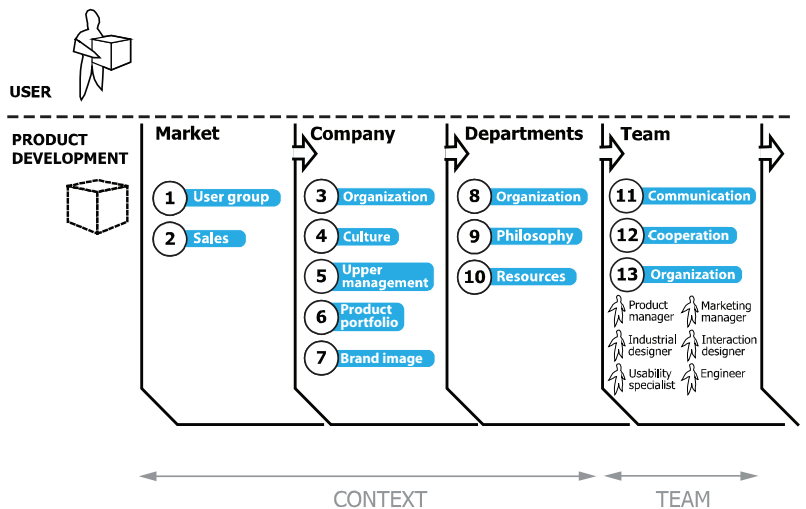 USER
PRODUCT
DEVELOPMENT
Market
1 User group
2 Sales
Company
3 Organization
4 Culture
5 Upper
management
6 Product
portfolio
7 Brand image
Departments
8 Organization
9 Philosophy
10 Resources
Team
11 Communication
12 Cooperation
13 Organization
Product
manager
Marketing
manager
Industrial
designer
Interaction
designer
Usability
specialist
Engineer
CONTEXT
TEAM